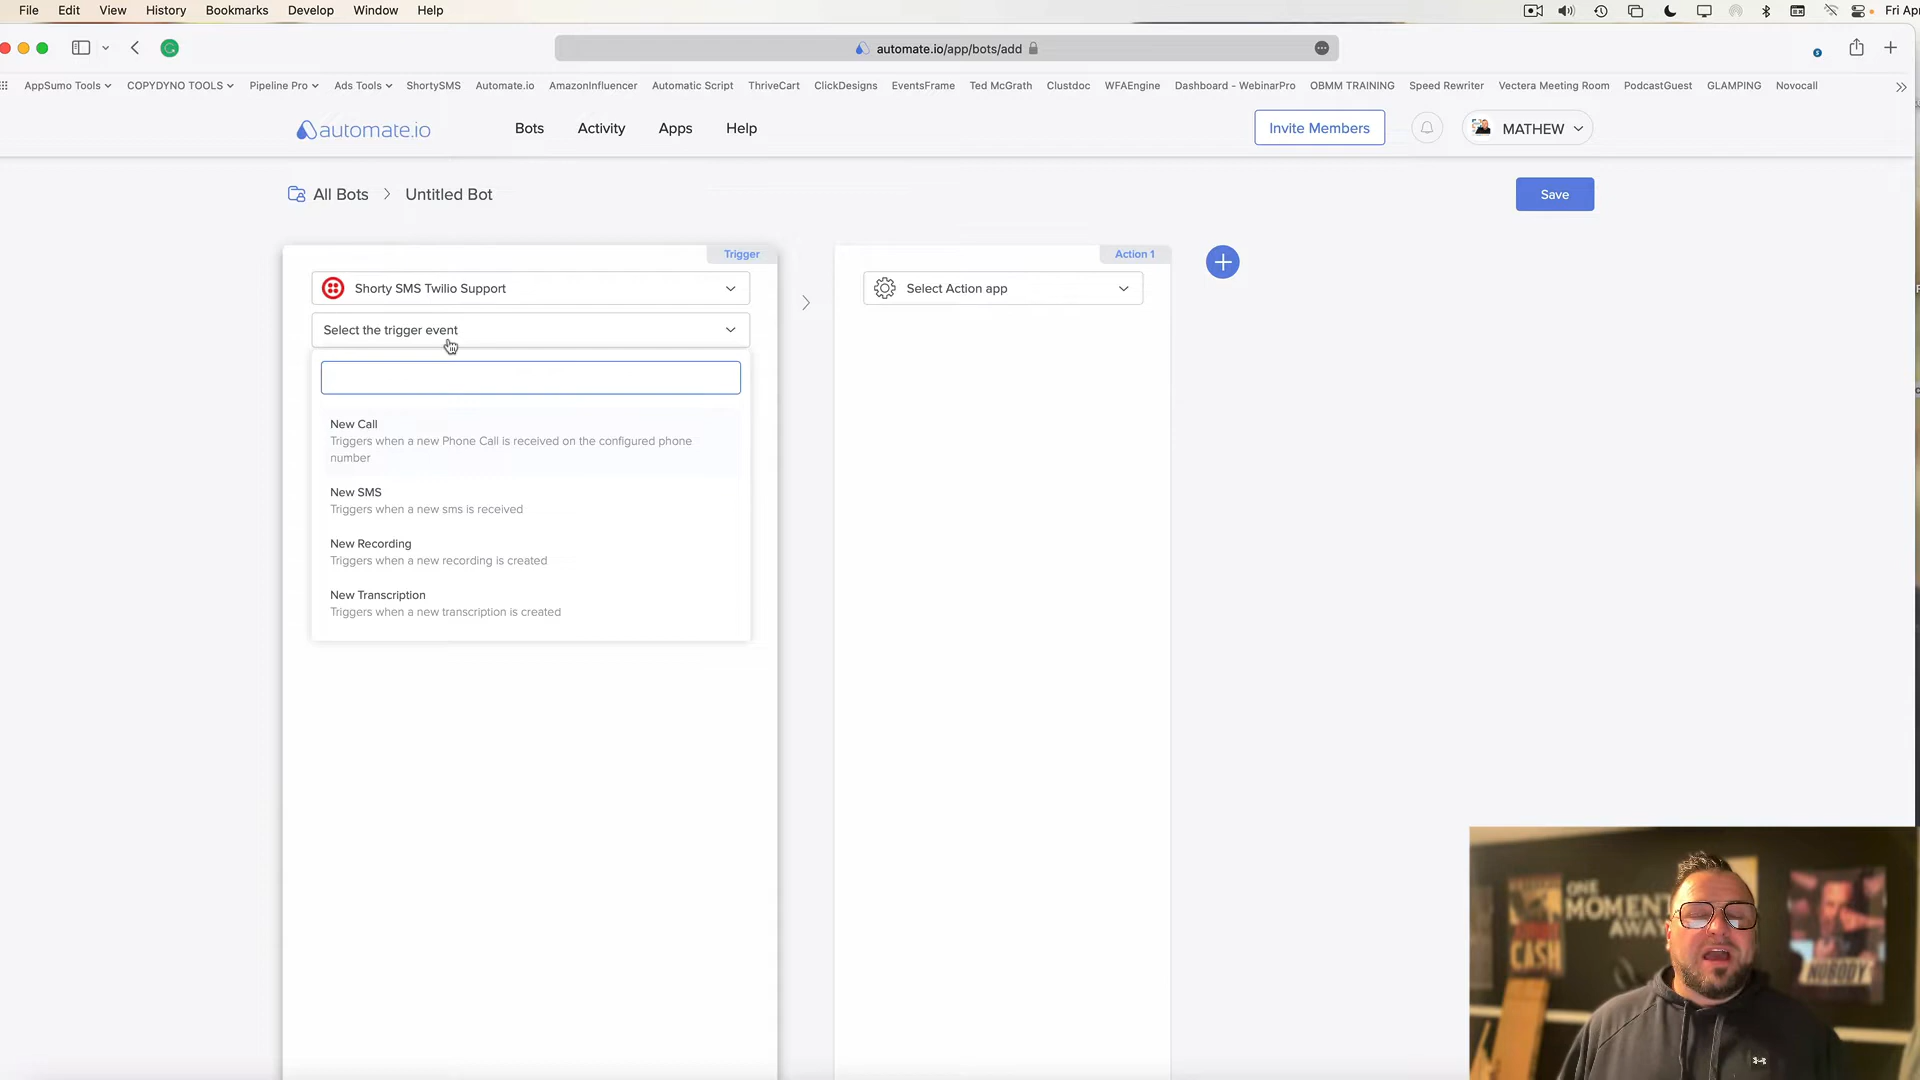 File Edit View History Bookmarks Develop Window Help Fri Ap
automate.io/app/bots/add
AppSumo Tools COPYDYNO TOOLS Pipeline Pro Ads Tools ShortySMS Automate.io AmazonInfluencer Automatic Script ThriveCart ClickDesigns EventsFrame Ted McGrath Clustdoc WFAEngine Dashboard - WebinarPro OBMM TRAINING Speed Rewriter Vectera Meeting Room PodcastGuest GLAMPING Novocall
automate.io Bots Activity Apps Help Invite Members MATHEW
All Bots > Untitled Bot Save
Trigger
Shorty SMS Twilio Support
Select the trigger event
New Call
Triggers when a new Phone Call is received on the configured phone
number
New SMS
Triggers when a new sms is received
New Recording
Triggers when a new recording is created
New Transcription
Triggers when a new transcription is created
Action 1
Select Action app
ONE
MOMENT
AWAY
CASH
NOBODY